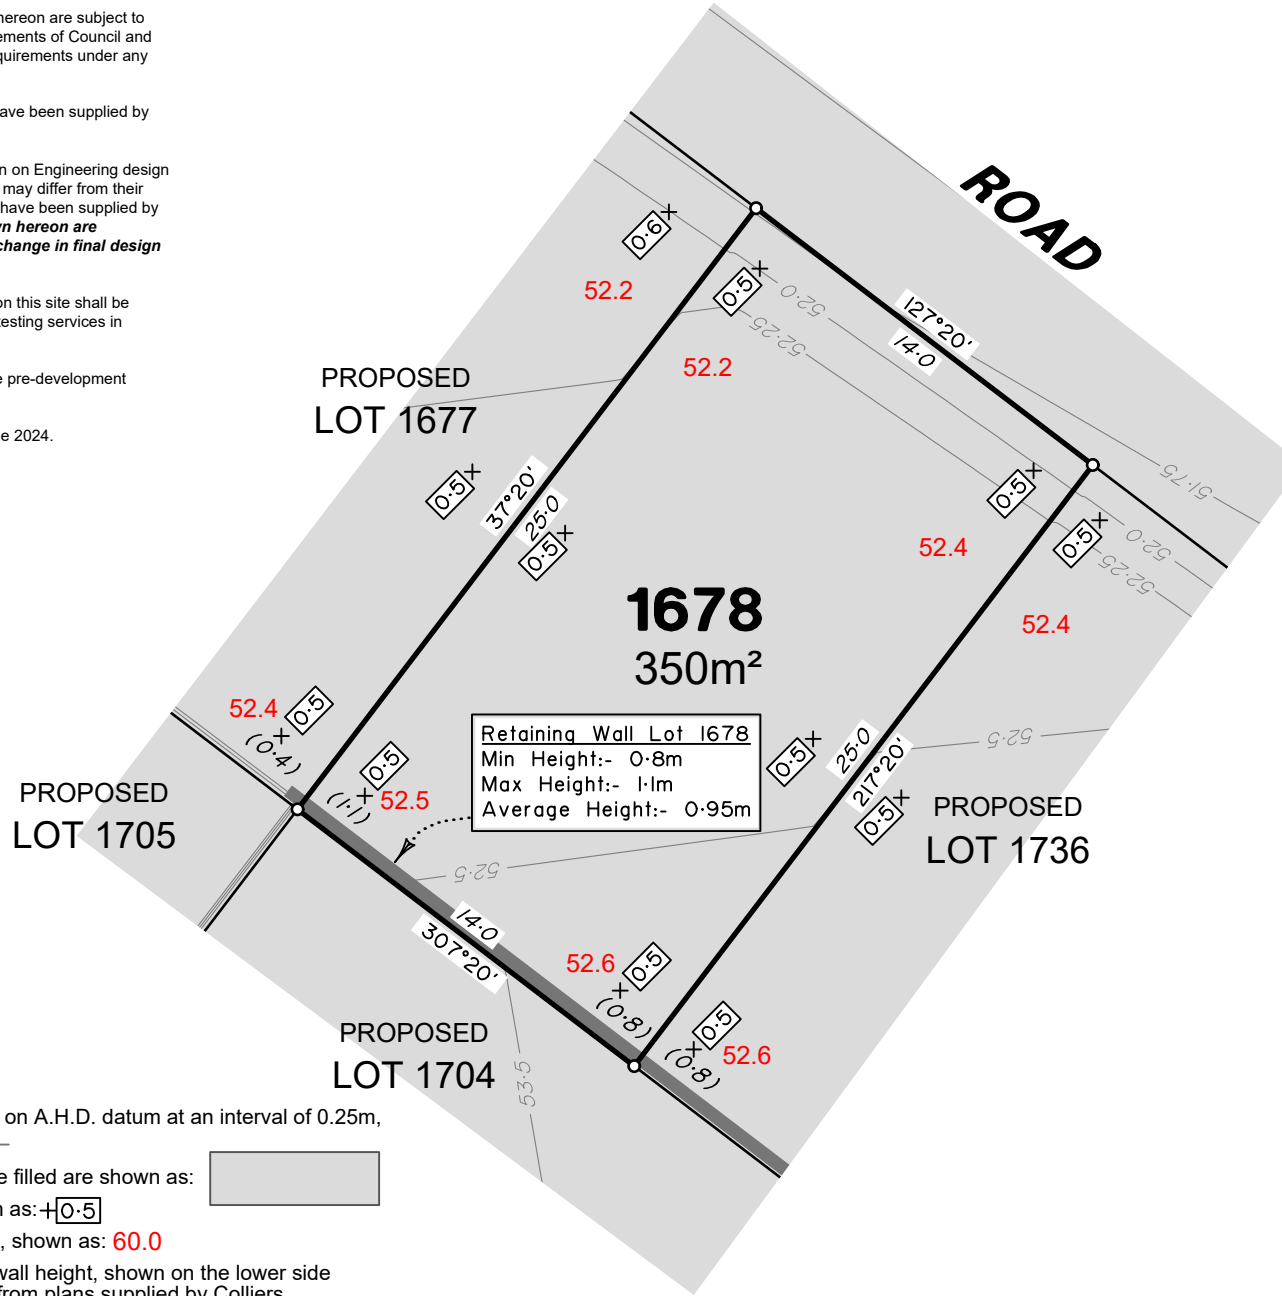 hereon are subject to
ements of Council and
quirements under any
ave been supplied by
n on Engineering design
may differ from their
have been supplied by
n hereon are
change in final design
on this site shall be
testing services in
e pre-development
e 2024.
ROAD
0·6
52.2
0·5
52·0
52·25
127°20'
14·0
52.2
PROPOSED
LOT 1677
51·75
0·5
37°20'
25·0
0·5
0·5
52.4
0·5
52·0
52·25
1678
350m²
52.4
52.4
0·5
(0·4)
Retaining Wall Lot 1678
Min Height:- 0·8m
Max Height:- 1·1m
Average Height:- 0·95m
0·5
52.5
(1·1)
0·5
25·0
217°20'
52·5
PROPOSED
LOT 1705
0·5
PROPOSED
LOT 1736
52·5
14·0
307°20'
52.6
0·5
(0·8)
0·5
52.6
(0·8)
PROPOSED
LOT 1704
53·5
on A.H.D. datum at an interval of 0.25m,
e filled are shown as:
n as:+0·5
, shown as: 60.0
wall height, shown on the lower side
from plans supplied by Colliers